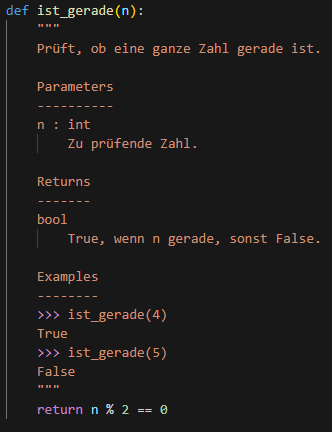 def ist_gerade(n):
    """
    Prüft, ob eine ganze Zahl gerade ist.

    Parameters
    ----------
    n : int
        Zu prüfende Zahl.

    Returns
    -------
    bool
        True, wenn n gerade, sonst False.

    Examples
    --------
    >>> ist_gerade(4)
    True
    >>> ist_gerade(5)
    False
    """
    return n % 2 == 0